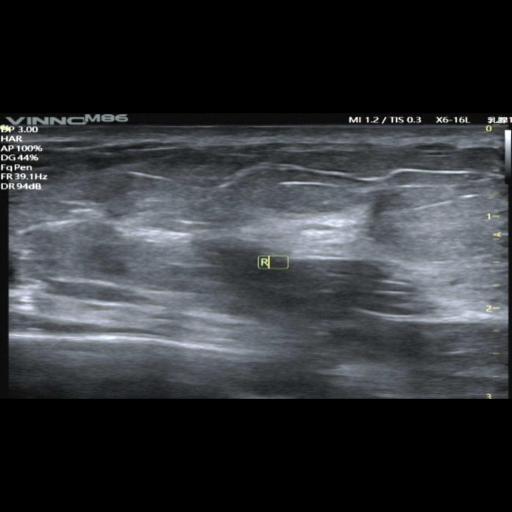 VINNO M86 MI 1.2 / TIS 0.3 X6-16L
DP 3.00 0
HAR
AP 100%
DG 44%
Fq Pen
FR 39.1Hz
DR 94dB
1
R
2
3